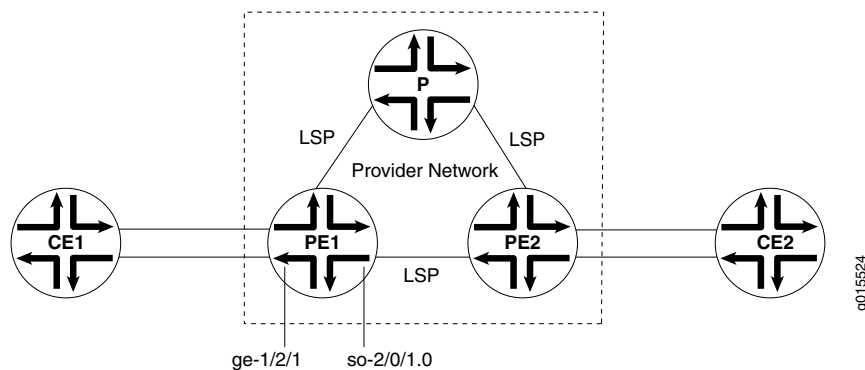 P
LSP
LSP
Provider Network
CE1
PE1
PE2
CE2
LSP
ge-1/2/1
so-2/0/1.0
g015524